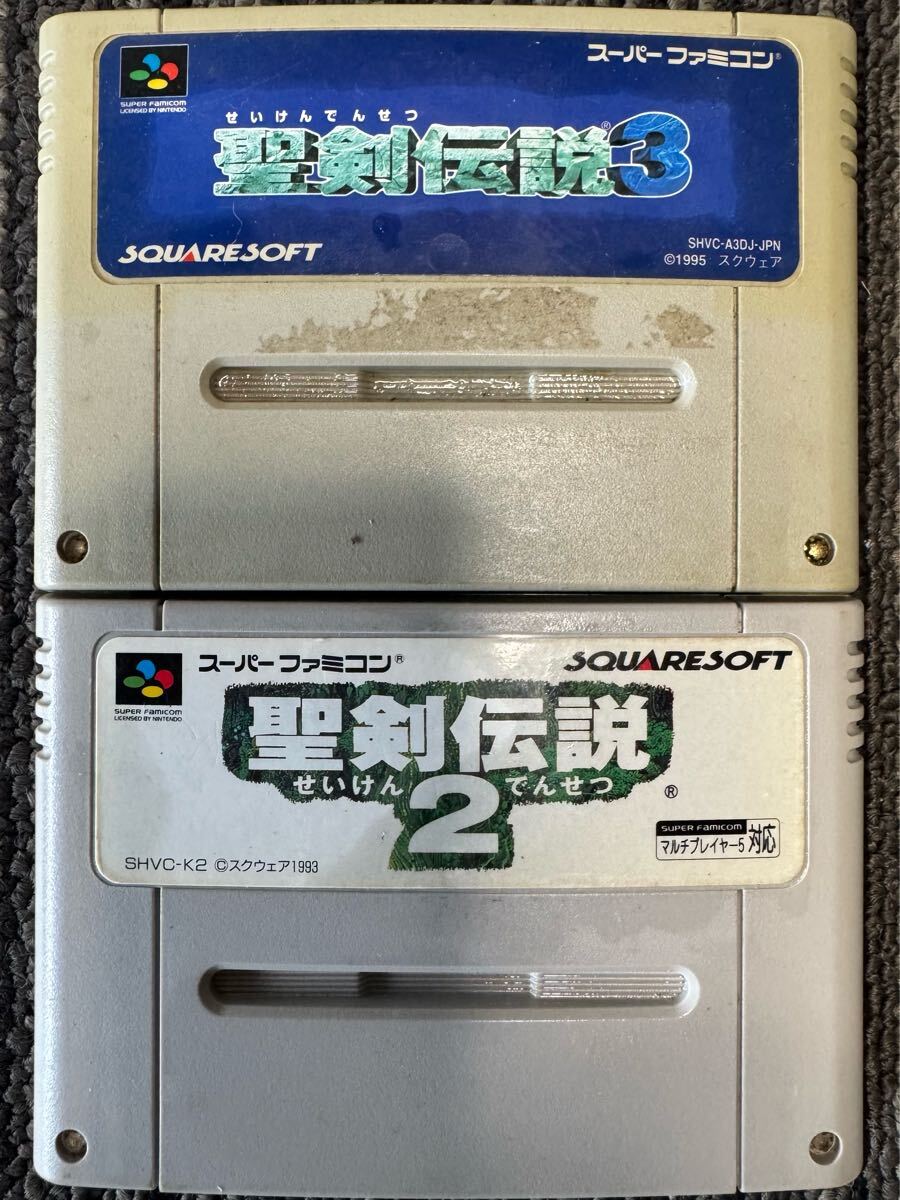 スーパーファミコン®
SUPER FAMICOM
LICENSED BY NINTENDO
せいけんでんせつ
聖剣伝説®3
SQUARESOFT
SHVC-A3DJ-JPN
©1995 スクウェア
スーパーファミコン®
SQUARESOFT
SUPER FAMICOM
LICENSED BY NINTENDO
聖剣伝説
せいけん でんせつ
2 ®
SUPER FAMICOM
マルチプレイヤー5 対応
SHVC-K2 ©スクウェア1993